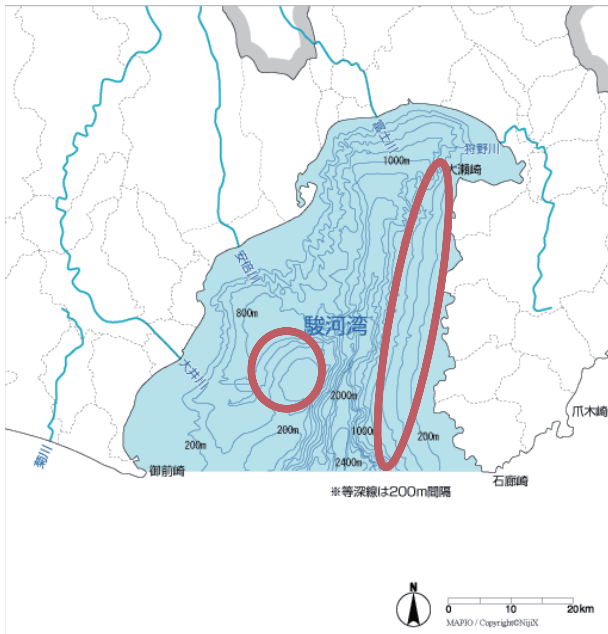 富士川
狩野川
1000m
大瀬崎
安倍川
800m
駿河湾
大井川
2000m
200m
1000m
200m
爪木崎
菊川
200m
2400m
御前崎
石廊崎
※等深線は200m間隔
N
0 10 20km
MAPIO / Copyright©NijiX